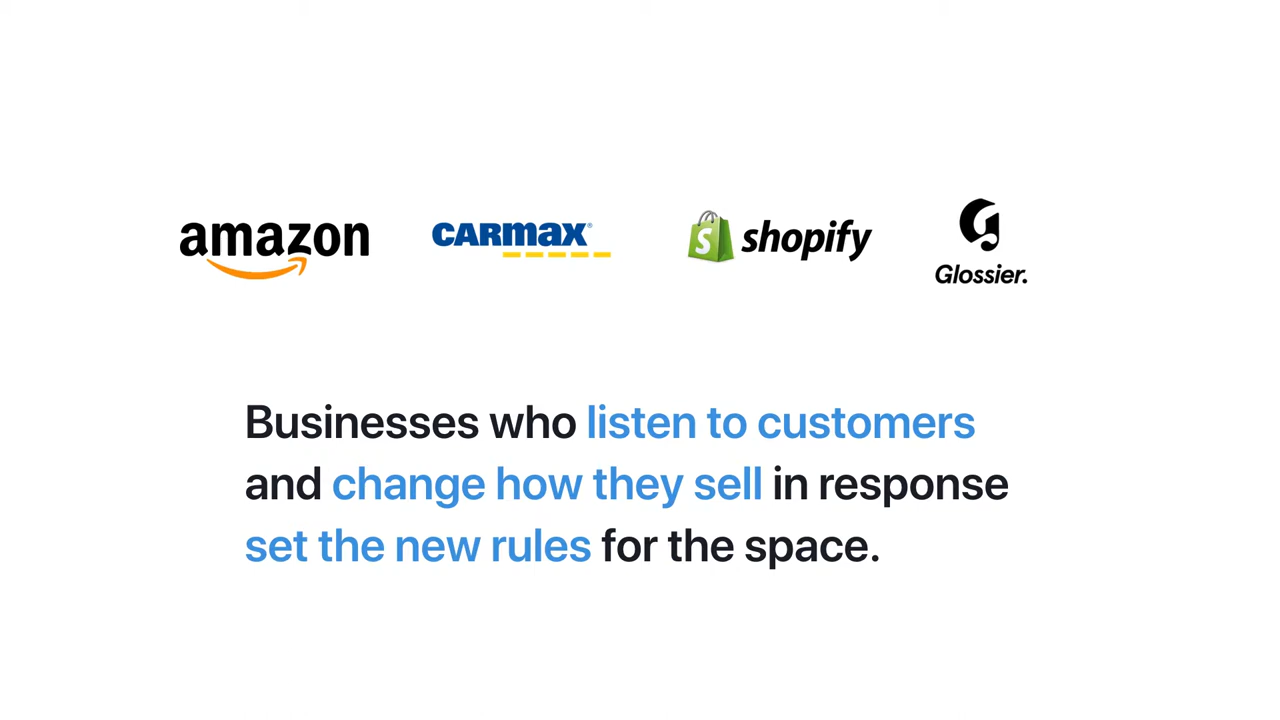 amazon
CARMAX®
S shopify
Glossier.
Businesses who listen to customers
and change how they sell in response
set the new rules for the space.